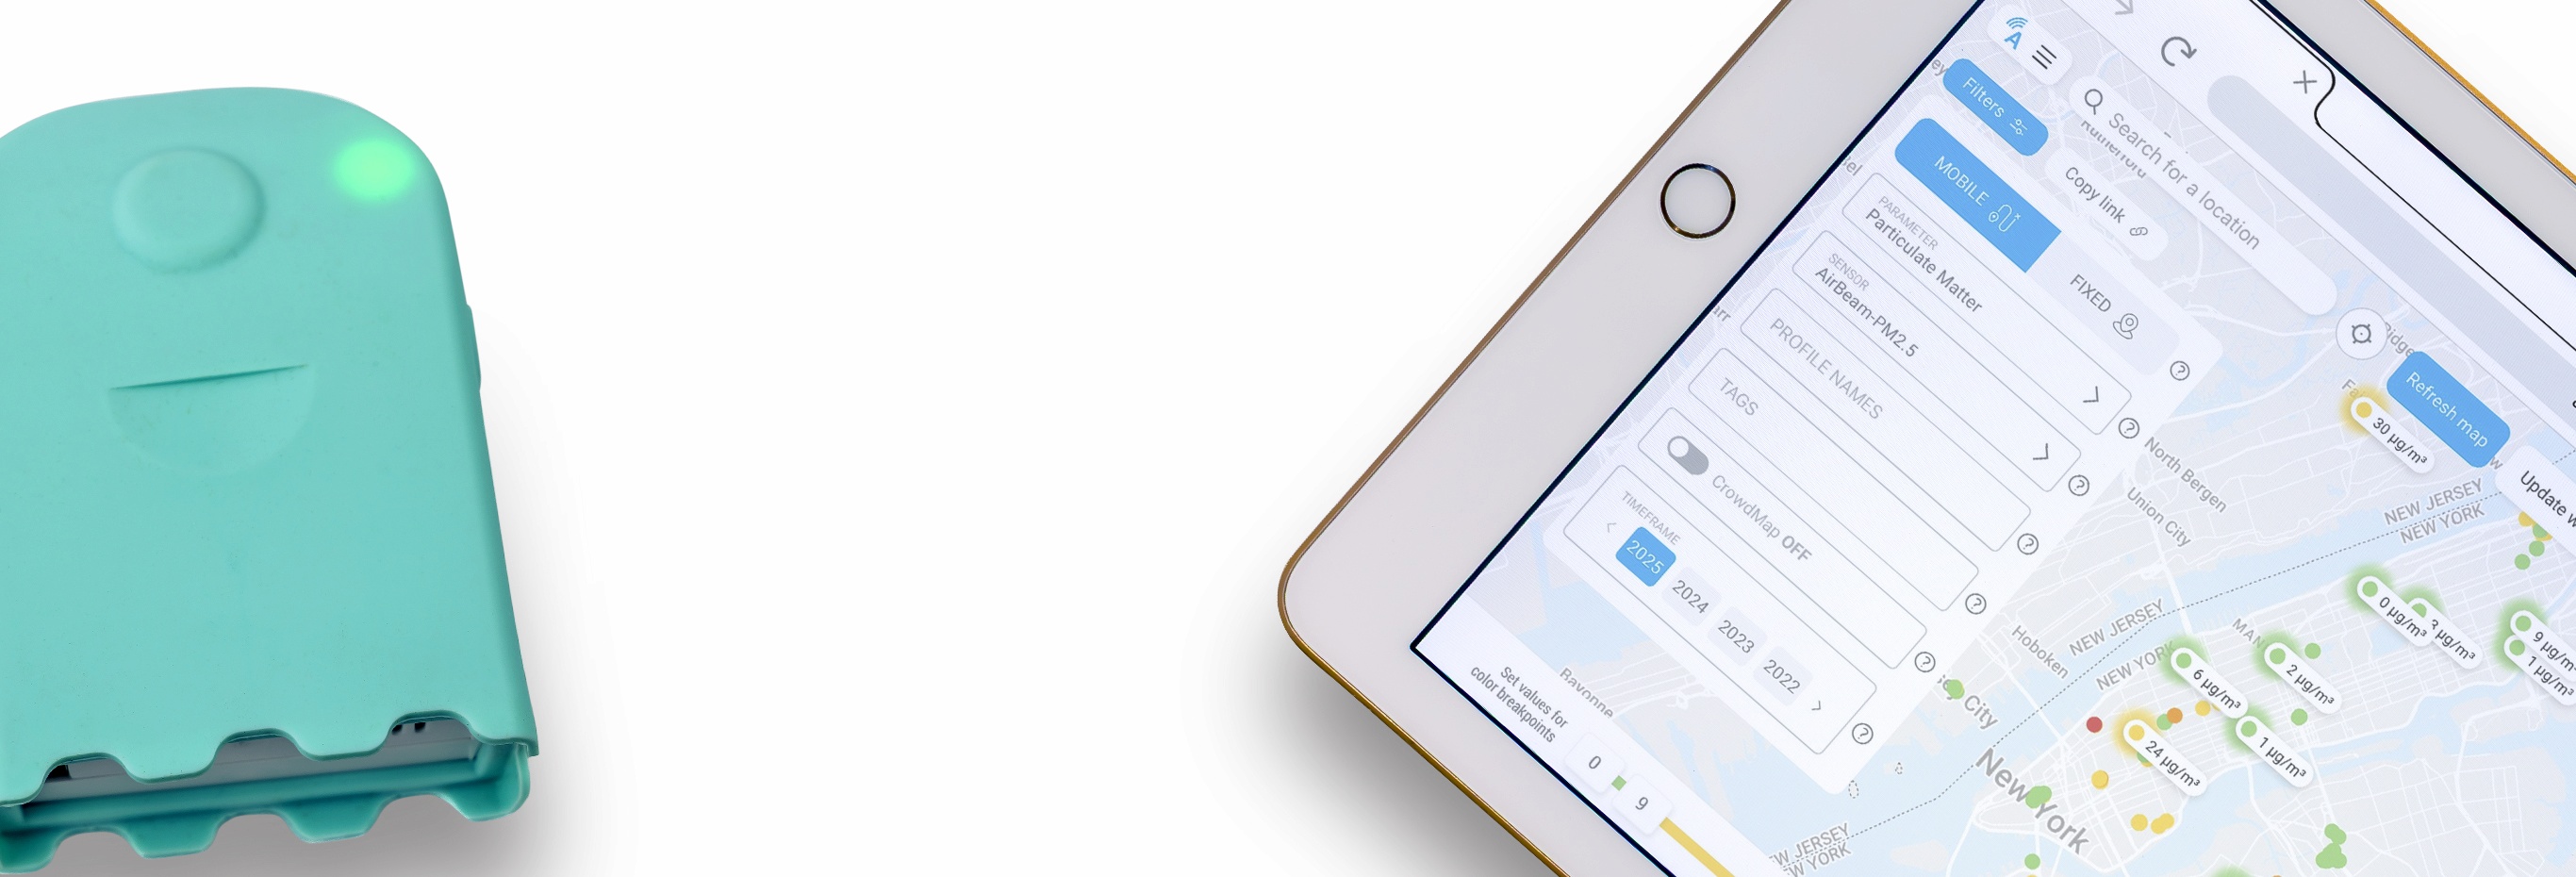 A
Search for a location
Filters
Copy link
MOBILE
FIXED
PARAMETER
Particulate Matter
SENSOR
AirBeam-PM2.5
PROFILE NAMES
TAGS
CrowdMap OFF
TIMEFRAME
2025
2024
2023
2022
Refresh map
30 µg/m³
North Bergen
Union City
NEW JERSEY
NEW YORK
Hoboken
NEW JERSEY
NEW YORK
0 µg/m³
3 µg/m³
9 µg/m³
1 µg/m³
6 µg/m³
2 µg/m³
24 µg/m³
1 µg/m³
City
New York
Bayonne
Set values for
color breakpoints
0
9
NEW JERSEY
NEW YORK
Update